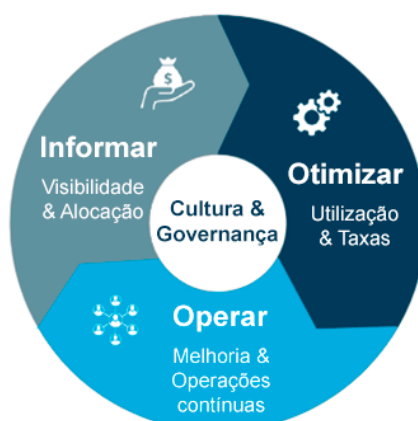 $
Informar
Visibilidade
& Alocação
Otimizar
Utilização
& Taxas
Cultura &
Governança
Operar
Melhoria &
Operações
contínuas